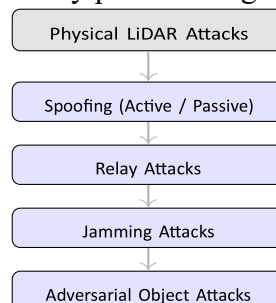 Physical LiDAR Attacks
Spoofing (Active / Passive)
Relay Attacks
Jamming Attacks
Adversarial Object Attacks